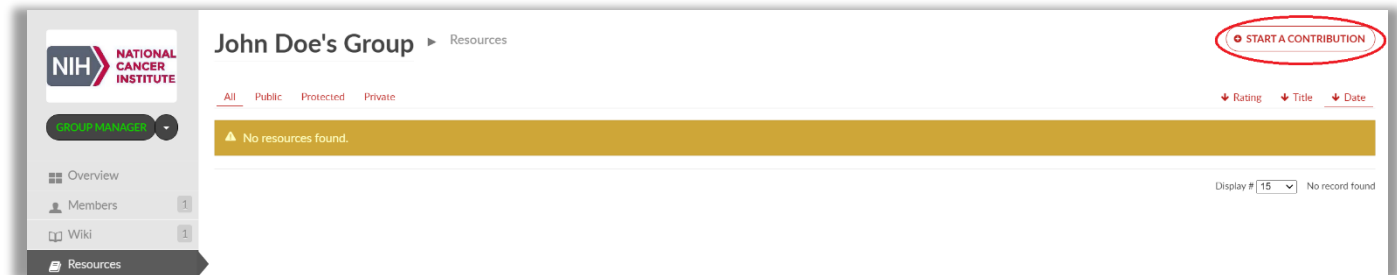 NIH NATIONAL
CANCER
INSTITUTE
GROUP MANAGER
Overview
Members 1
Wiki 1
Resources
John Doe's Group ► Resources
START A CONTRIBUTION
All Public Protected Private
Rating Title Date
No resources found.
Display # 15 No record found